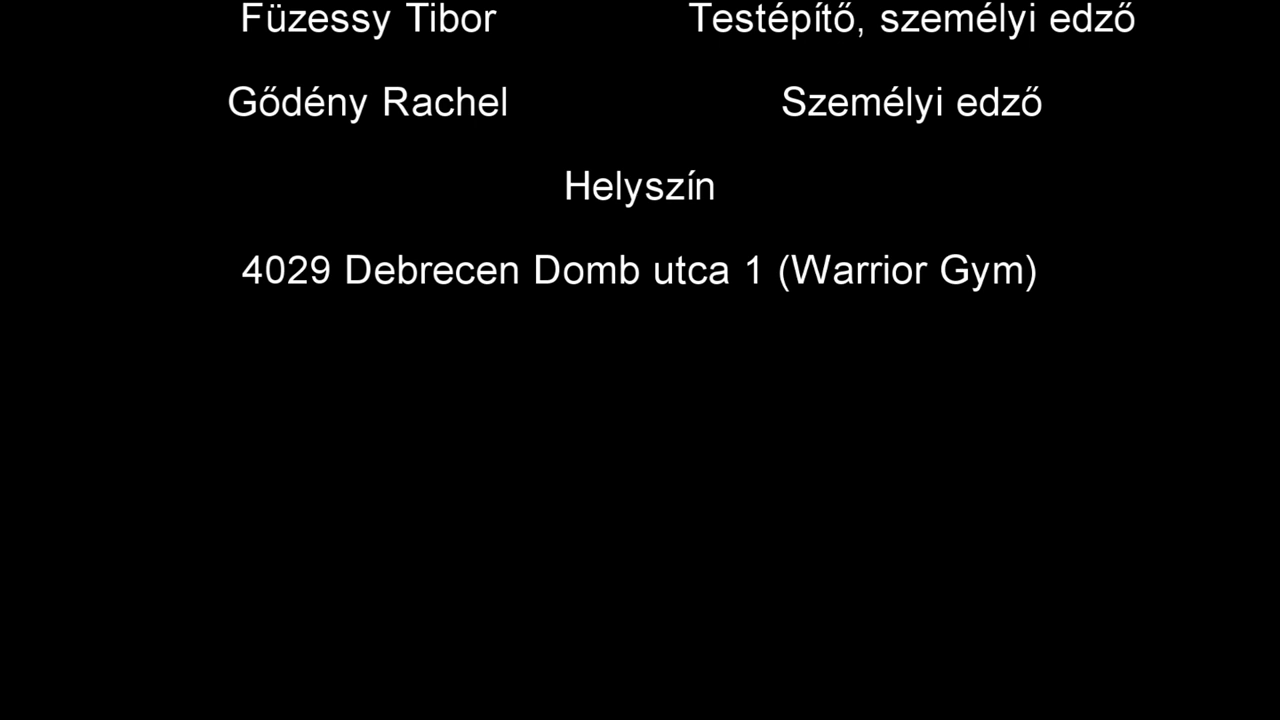 Füzessy Tibor Testépítő, személyi edző
Gődény Rachel Személyi edző
Helyszín
4029 Debrecen Domb utca 1 (Warrior Gym)